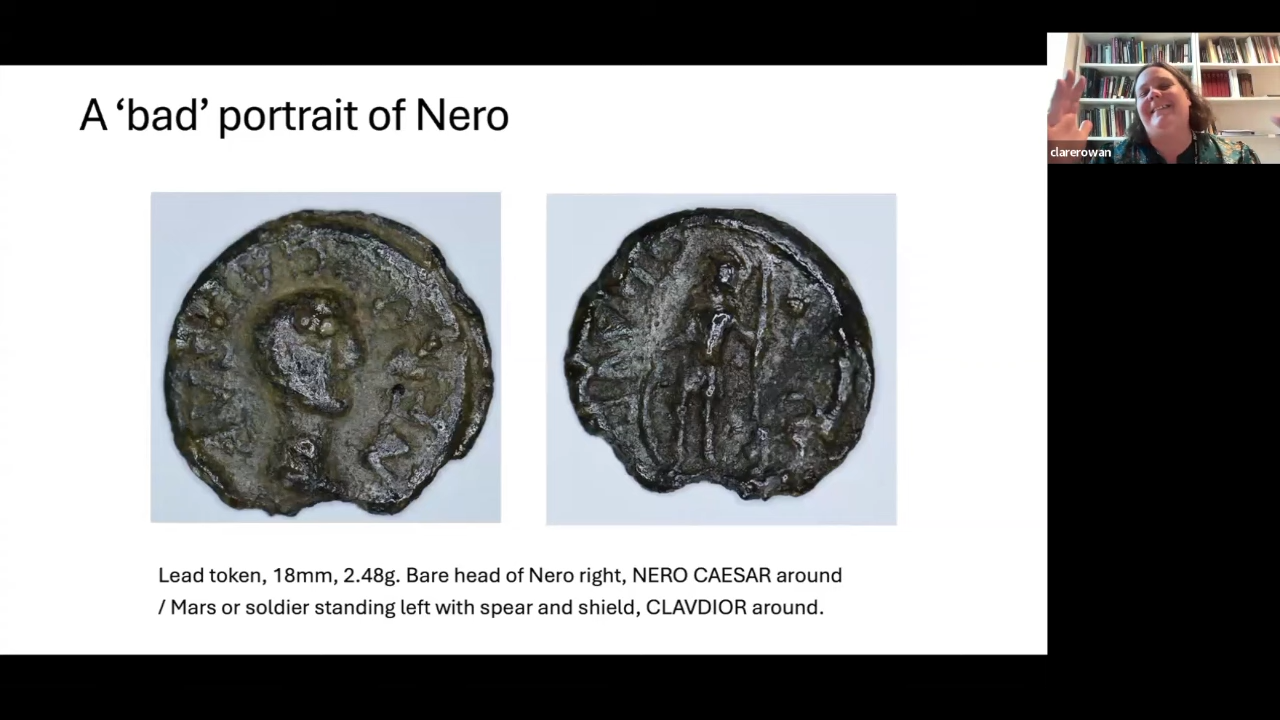 A ‘bad’ portrait of Nero
clarerowan
Lead token, 18mm, 2.48g. Bare head of Nero right, NERO CAESAR around
/ Mars or soldier standing left with spear and shield, CLAVDIOR around.